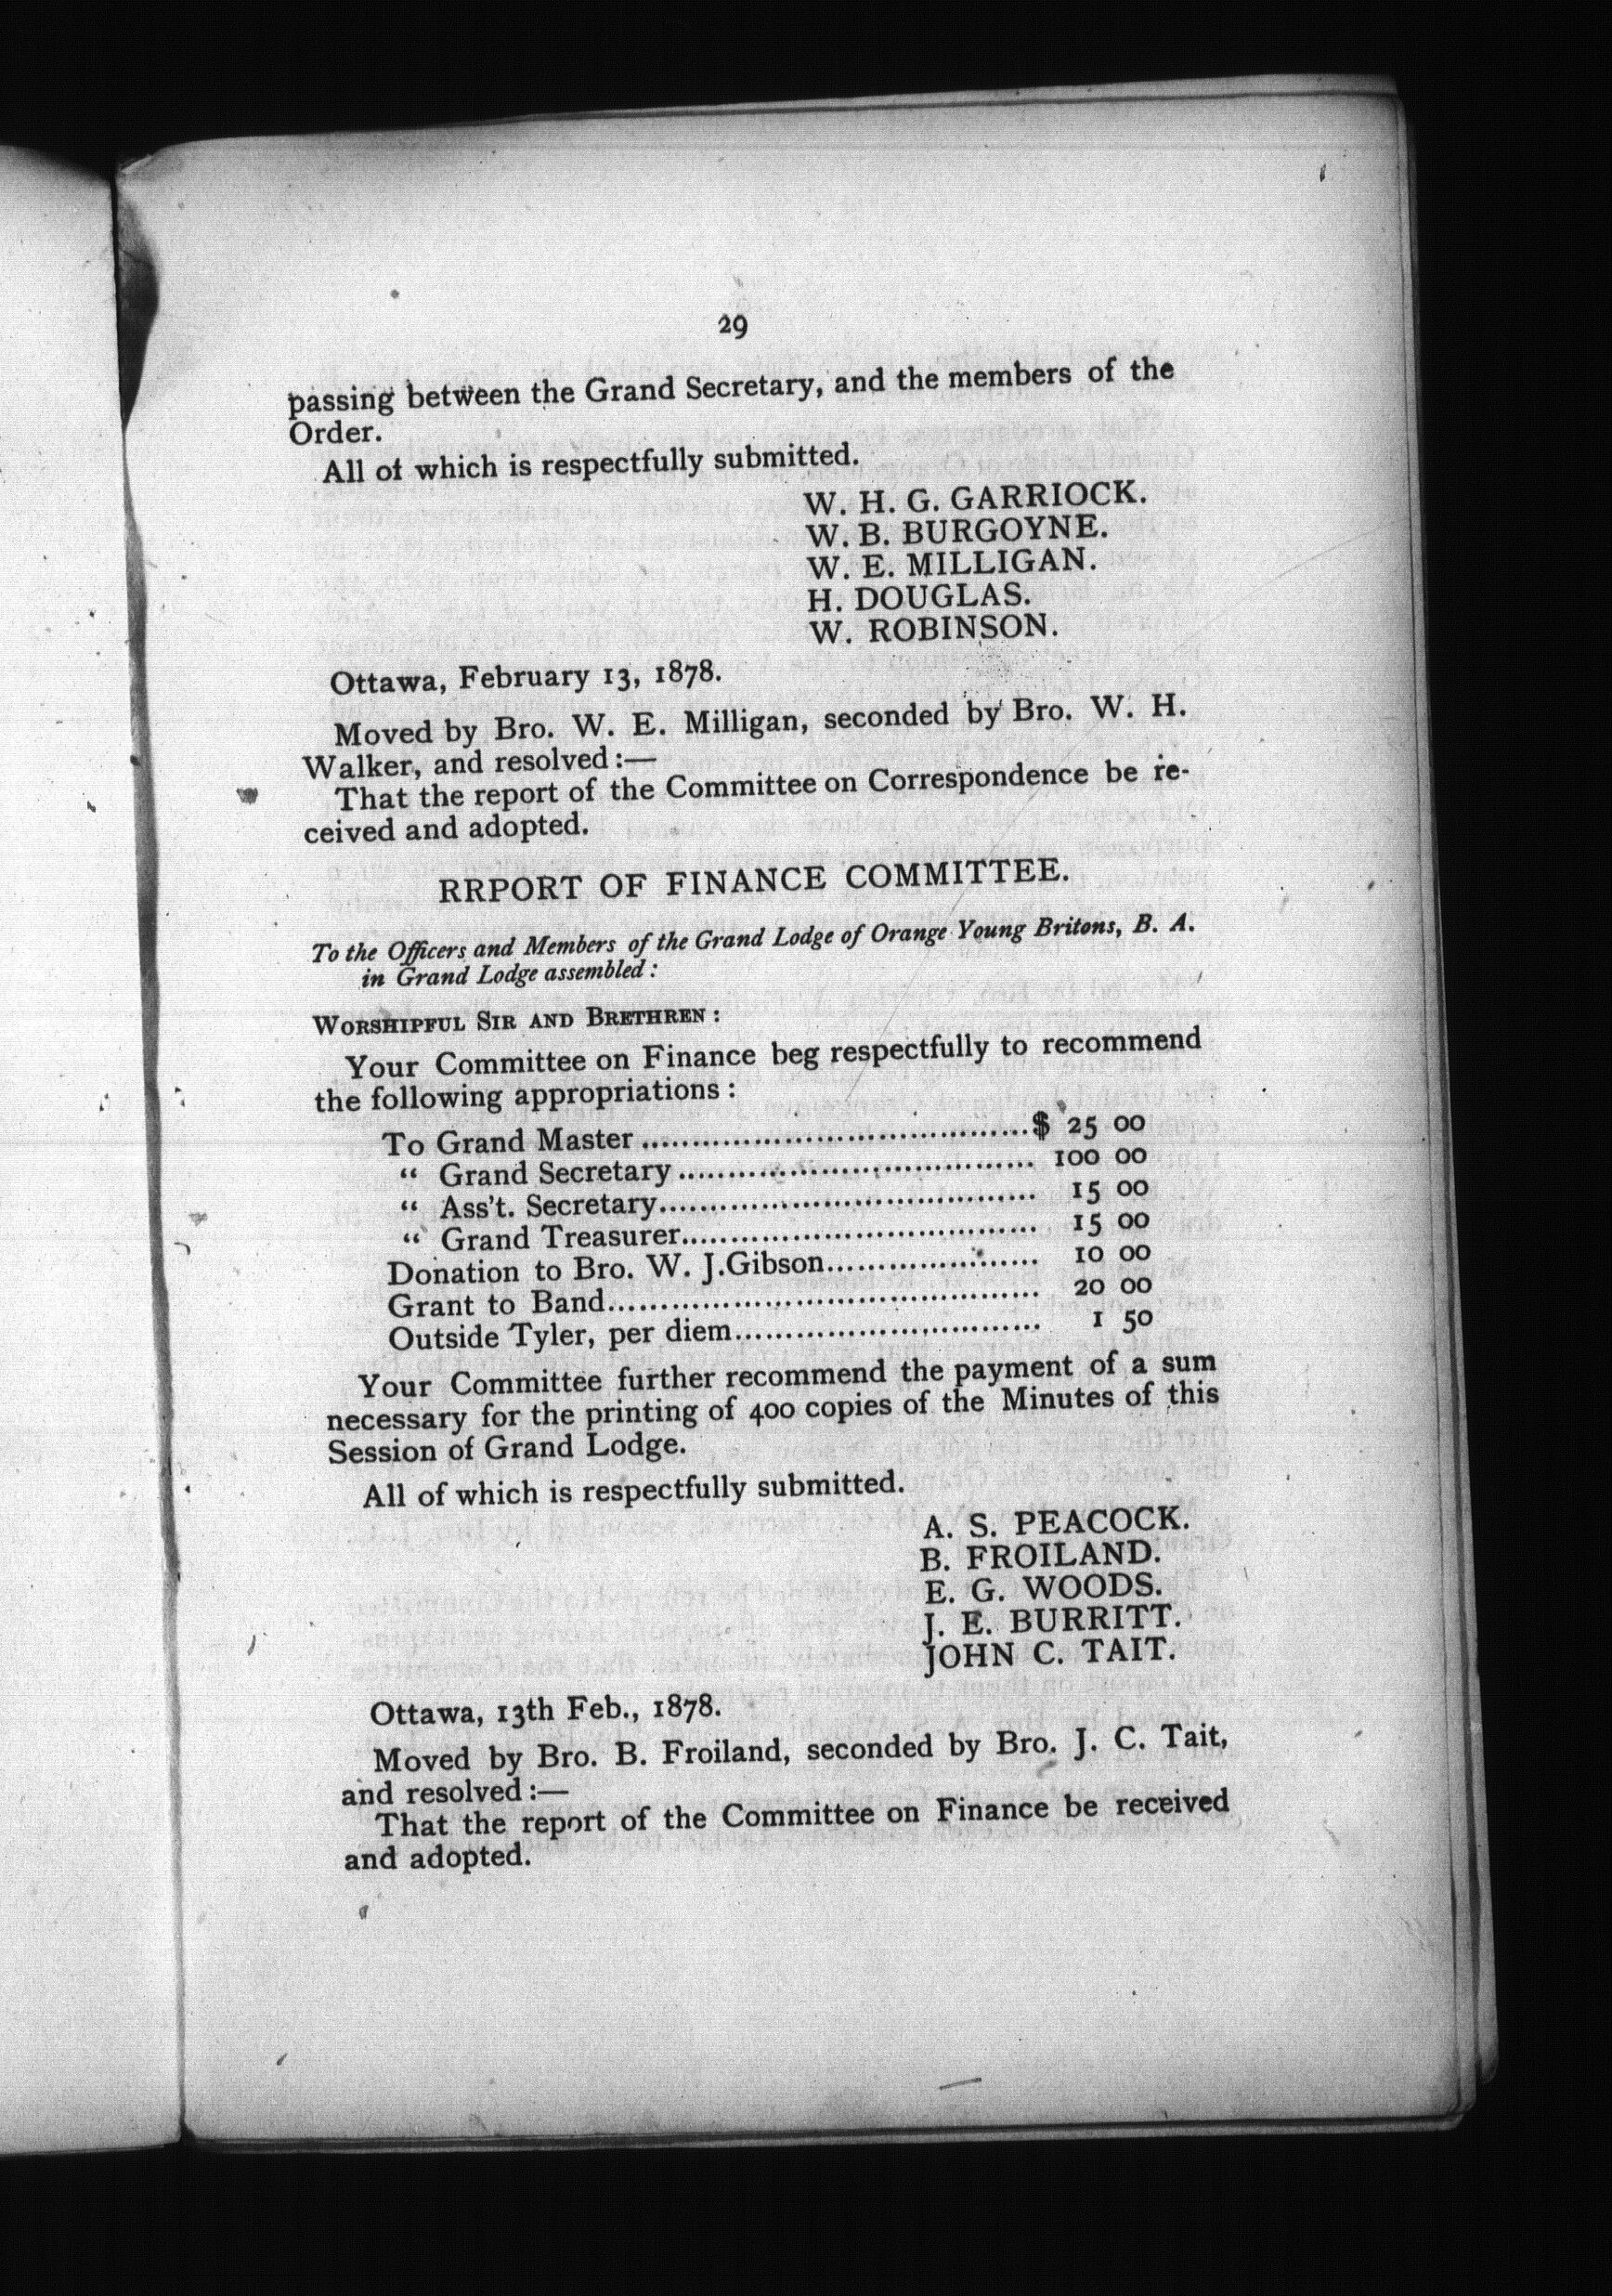 29
passing between the Grand Secretary, and the members of the
Order.
All of which is respectfully submitted.
W. H. G. GARRIOCK.
W. B. BURGOYNE.
W. E. MILLIGAN.
H. DOUGLAS.
W. ROBINSON.
Ottawa, February 13, 1878.
Moved by Bro. W. E. Milligan, seconded by Bro. W. H.
Walker, and resolved:—
That the report of the Committee on Correspondence be re-
ceived and adopted.
RRPORT OF FINANCE COMMITTEE.
To the Officers and Members of the Grand Lodge of Orange Young Britons, B. A.
in Grand Lodge assembled:
WORSHIPFUL SIR AND BRETHREN:
Your Committee on Finance beg respectfully to recommend
the following appropriations:
To Grand Master......................................$ 25 00
“ Grand Secretary................................... 100 00
“ Ass't. Secretary..................................... 15 00
“ Grand Treasurer................................... 15 00
Donation to Bro. W. J.Gibson..................... 10 00
Grant to Band.......................................... 20 00
Outside Tyler, per diem.............................. 1 50
Your Committee further recommend the payment of a sum
necessary for the printing of 400 copies of the Minutes of this
Session of Grand Lodge.
All of which is respectfully submitted.
A. S. PEACOCK.
B. FROILAND.
E. G. WOODS.
J. E. BURRITT.
JOHN C. TAIT.
Ottawa, 13th Feb., 1878.
Moved by Bro. B. Froiland, seconded by Bro. J. C. Tait,
and resolved:—
That the report of the Committee on Finance be received
and adopted.